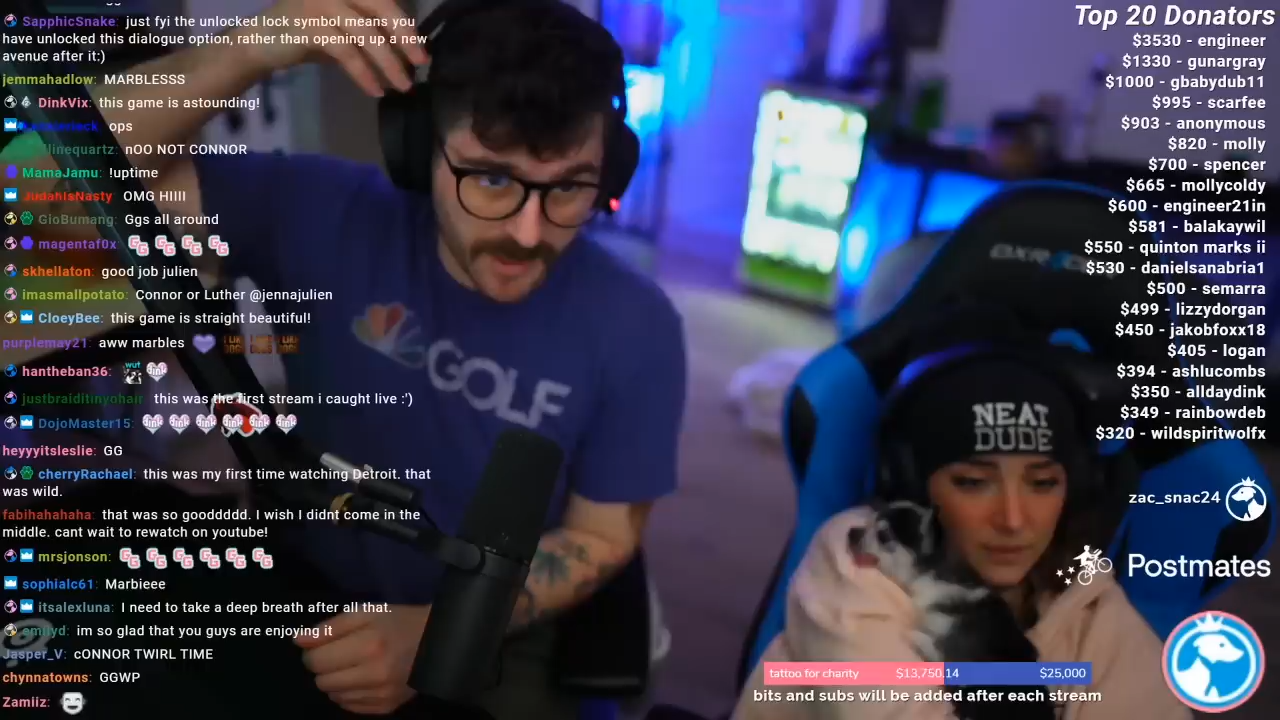 SapphicSnake: just fyi the unlocked lock symbol means you
have unlocked this dialogue option, rather than opening up a new
avenue after it:)
jemmahadlow: MARBLESSS
DinkVix: this game is astounding!
ops
nOO NOT CONNOR
MamaJamu: !uptime
JudahIsNasty OMG HIIII
GioBumang: Ggs all around
magentaf0x:
skhellaton: good job julien
imasmallpotato: Connor or Luther @jennajulien
CloeyBee: this game is straight beautiful!
purplemay21: aww marbles
hantheban36:
justbraiditinyohair this was the first stream i caught live :')
DojoMaster15:
heyyyitsleslie: GG
cherryRachael: this was my first time watching Detroit. that
was wild.
fabihahahaha: that was so gooddddd. I wish I didnt come in the
middle. cant wait to rewatch on youtube!
mrsjonson:
sophialc61: Marbieee
itsalexluna: I need to take a deep breath after all that.
emilyd: im so glad that you guys are enjoying it
Jasper_V: cONNOR TWIRL TIME
chynnatowns: GGWP
Zamiiz:
GOLF
NEAT
DUDE
Top 20 Donators
$3530 - engineer
$1330 - gunargray
$1000 - gbabydub11
$995 - scarfee
$903 - anonymous
$820 - molly
$700 - spencer
$665 - mollycoldy
$600 - engineer21in
$581 - balakaywil
$550 - quinton marks ii
$530 - danielsanabria1
$500 - semarra
$499 - lizzydorgan
$450 - jakobfoxx18
$405 - logan
$394 - ashlucombs
$350 - alldaydink
$349 - rainbowdeb
$320 - wildspiritwolfx
zac_snac24
Postmates
tattoo for charity $13,750.14 $25,000
bits and subs will be added after each stream